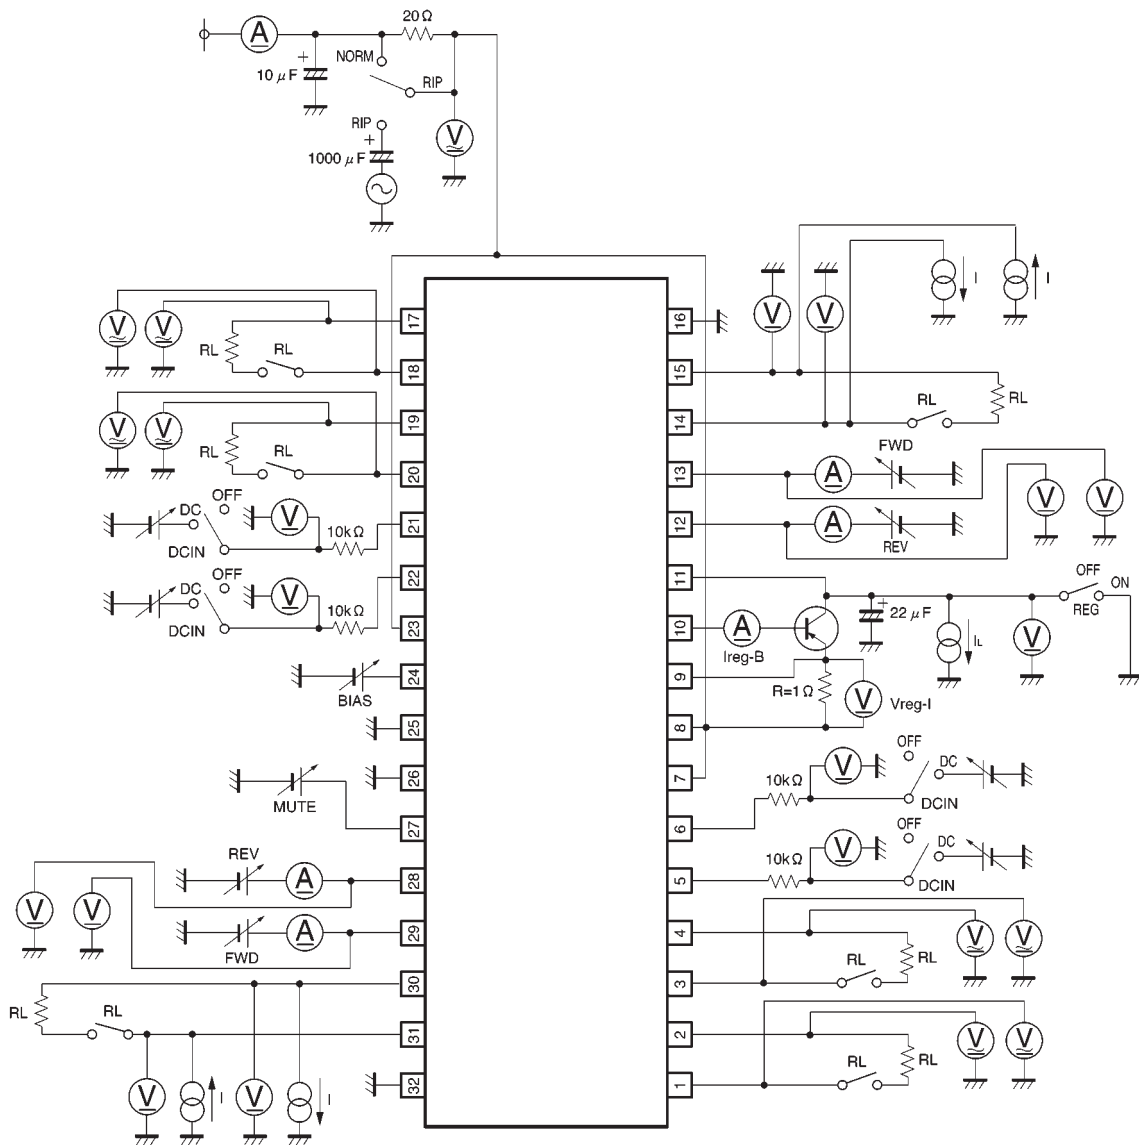 20Ω
A
+
NORM
10 μF
RIP
RIP
+
V
1000 μF
I
I
V
V
17
16
V
V
RL
RL
18
15
RL
RL
19
14
V
V
RL
RL
FWD
20
13
A
OFF
DC
V
V
V
21
12
A
10kΩ
DCIN
REV
OFF
DC
V
22
11
OFF
ON
10kΩ
DCIN
+
22 μF
REG
23
10
A
Ireg-B
IL
V
24
9
BIAS
R=1Ω
V
Vreg-I
25
8
OFF
26
7
V
DC
MUTE
10kΩ
DCIN
27
6
OFF
REV
V
DC
A
28
10kΩ
5
DCIN
V
V
A
29
4
V
V
FWD
RL
30
3
RL
RL
RL
31
2
V
V
RL
RL
V
I
V
I
32
1